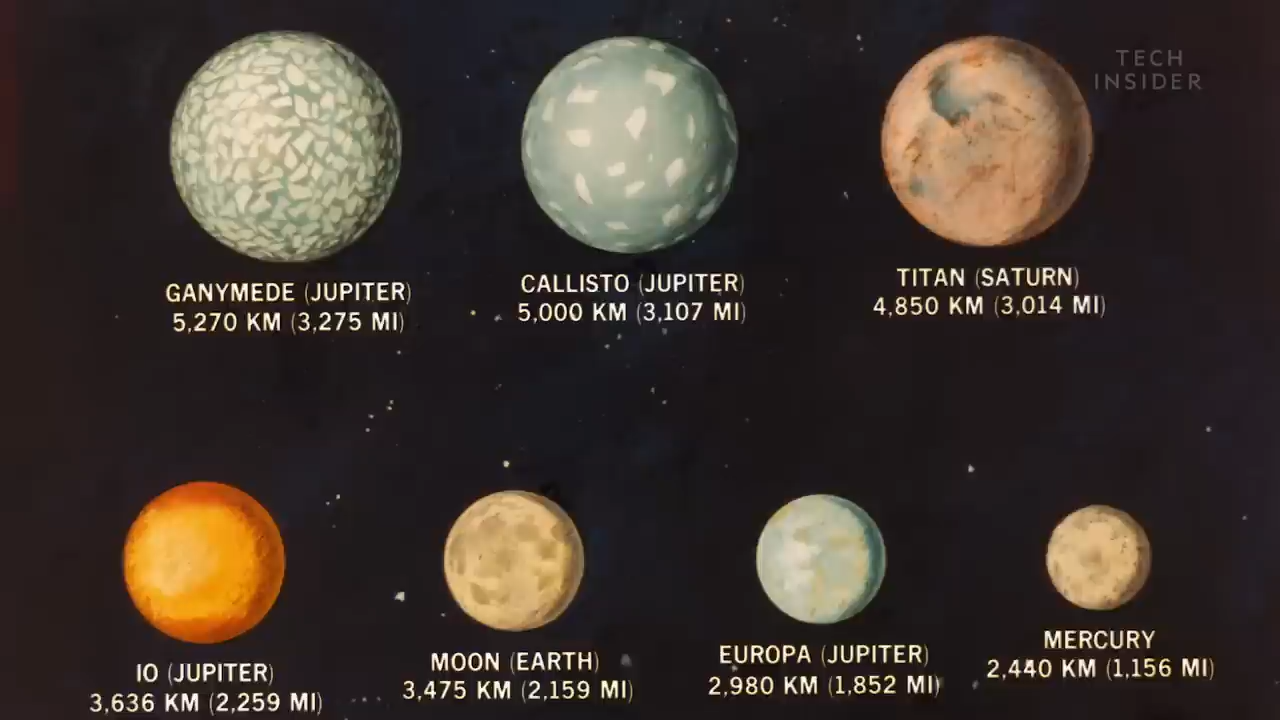 TECH
INSIDER
GANYMEDE (JUPITER)
5,270 KM (3,275 MI)
CALLISTO (JUPITER)
5,000 KM (3,107 MI)
TITAN (SATURN)
4,850 KM (3,014 MI)
IO (JUPITER)
3,636 KM (2,259 MI)
MOON (EARTH)
3,475 KM (2,159 MI)
EUROPA (JUPITER)
2,980 KM (1,852 MI)
MERCURY
2,440 KM (1,156 MI)